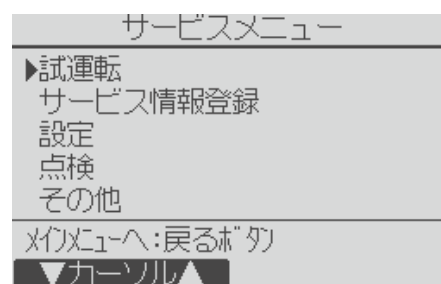 サービスメニュー
▶試運転
サービス情報登録
設定
点検
その他
ﾒｲﾝﾒﾆｭｰへ:戻るﾎﾞﾀﾝ
▼カーソル▲